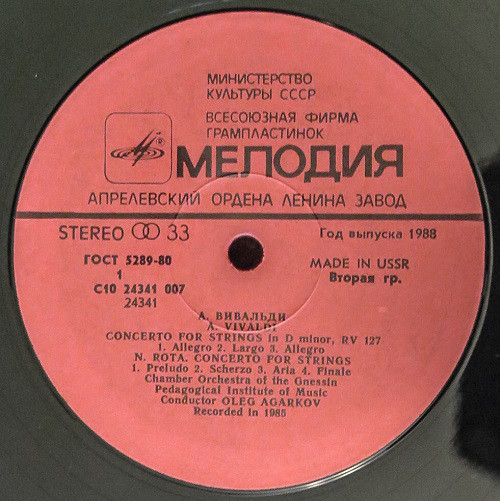 МИНИСТЕРСТВО
КУЛЬТУРЫ СССР
ВСЕСОЮЗНАЯ ФИРМА
ГРАМПЛАСТИНОК
МЕЛОДИЯ
АПРЕЛЕВСКИЙ ОРДЕНА ЛЕНИНА ЗАВОД
STEREO 33
Год выпуска 1988
ГОСТ 5289-80
1
С10 24341 007
24341
MADE IN USSR
Вторая гр.
А. ВИВАЛЬДИ
A. VIVALDI
CONCERTO FOR STRINGS in D minor, RV 127
1. Allegro 2. Largo 3. Allegro
N. ROTA. CONCERTO FOR STRINGS
1. Preludo 2. Scherzo 3. Aria 4. Finale
Chamber Orchestra of the Gnessin
Pedagogical Institute of Music
Conductor OLEG AGARKOV
Recorded in 1985